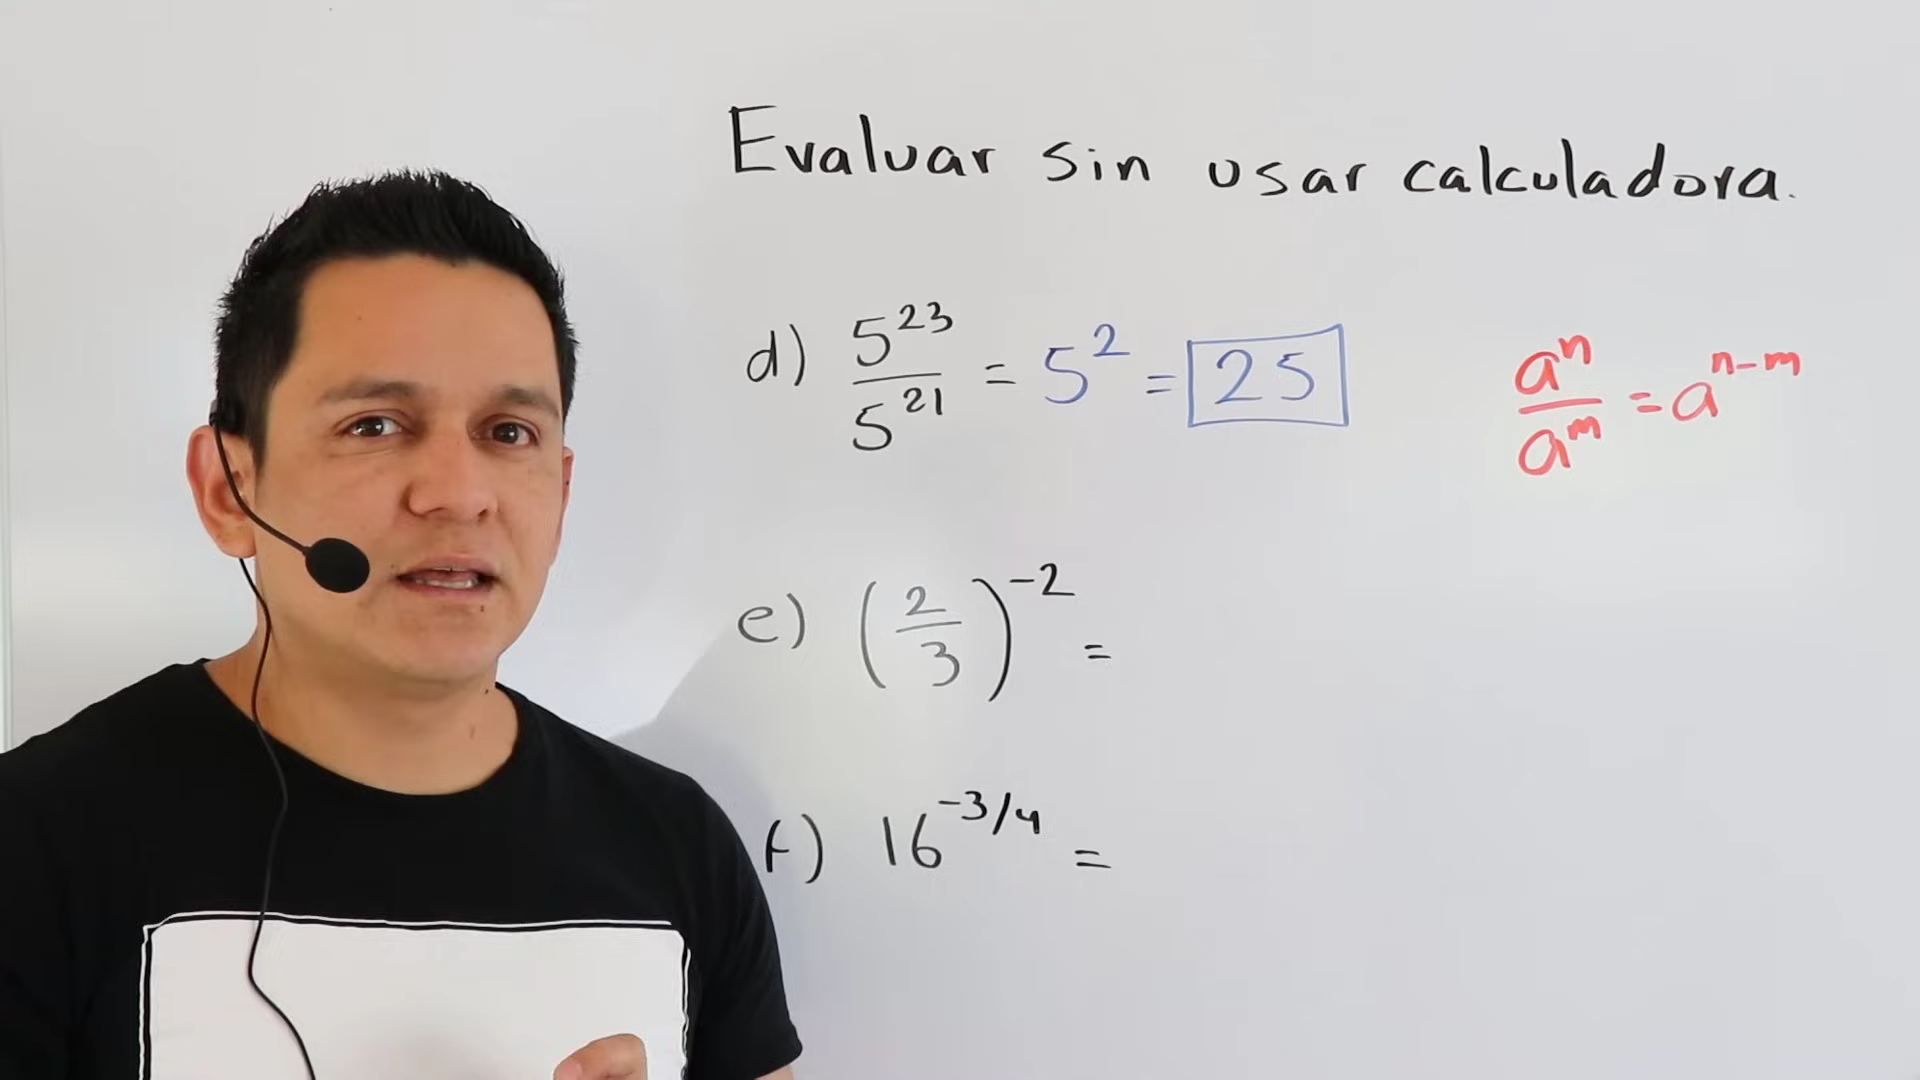 Evaluar sin usar calculadora.
d) 5^23 / 5^21 = 5^2 = 25
a^n / a^m = a^(n-m)
e) (2/3)^-2 =
f) 16^-3/4 =